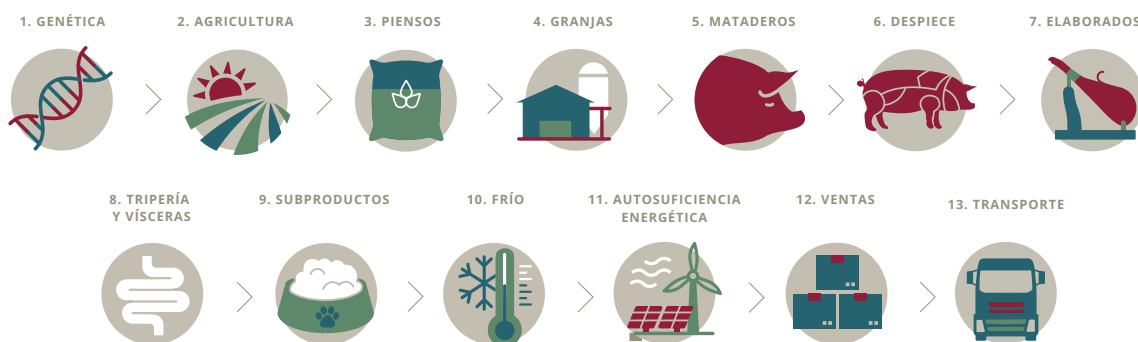 1. GENÉTICA
2. AGRICULTURA
3. PIENSOS
4. GRANJAS
5. MATADEROS
6. DESPIECE
7. ELABORADOS
8. TRIPERÍA
Y VÍSCERAS
9. SUBPRODUCTOS
10. FRÍO
11. AUTOSUFICIENCIA
ENERGÉTICA
12. VENTAS
13. TRANSPORTE